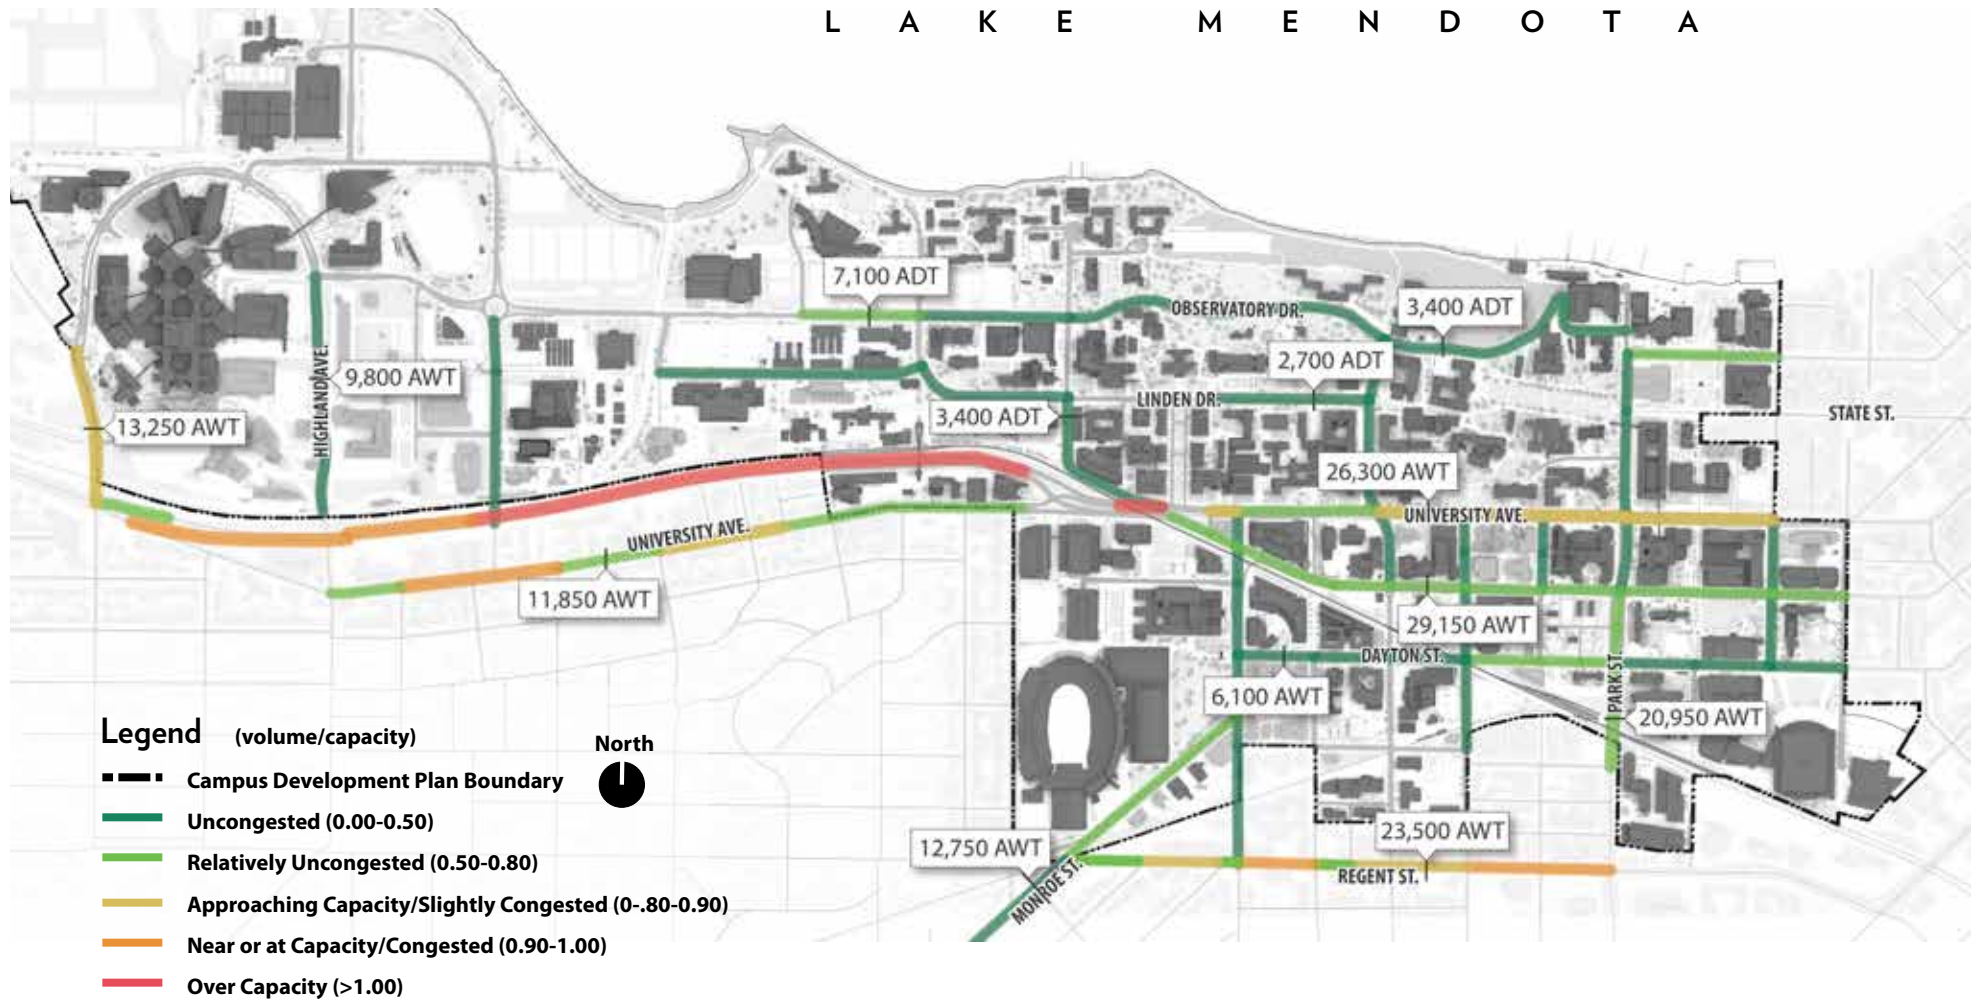 LAKE MENDOTA
7,100 ADT
OBSERVATORY DR.
3,400 ADT
2,700 ADT
HIGHLAND AVE.
9,800 AWT
LINDEN DR.
3,400 ADT
STATE ST.
13,250 AWT
26,300 AWT
UNIVERSITY AVE.
UNIVERSITY AVE.
11,850 AWT
29,150 AWT
DAYTON ST.
6,100 AWT
PARK ST.
20,950 AWT
23,500 AWT
12,750 AWT
MONROE ST.
REGENT ST.
Legend (volume/capacity)
North
Campus Development Plan Boundary
Uncongested (0.00-0.50)
Relatively Uncongested (0.50-0.80)
Approaching Capacity/Slightly Congested (0-.80-0.90)
Near or at Capacity/Congested (0.90-1.00)
Over Capacity (>1.00)